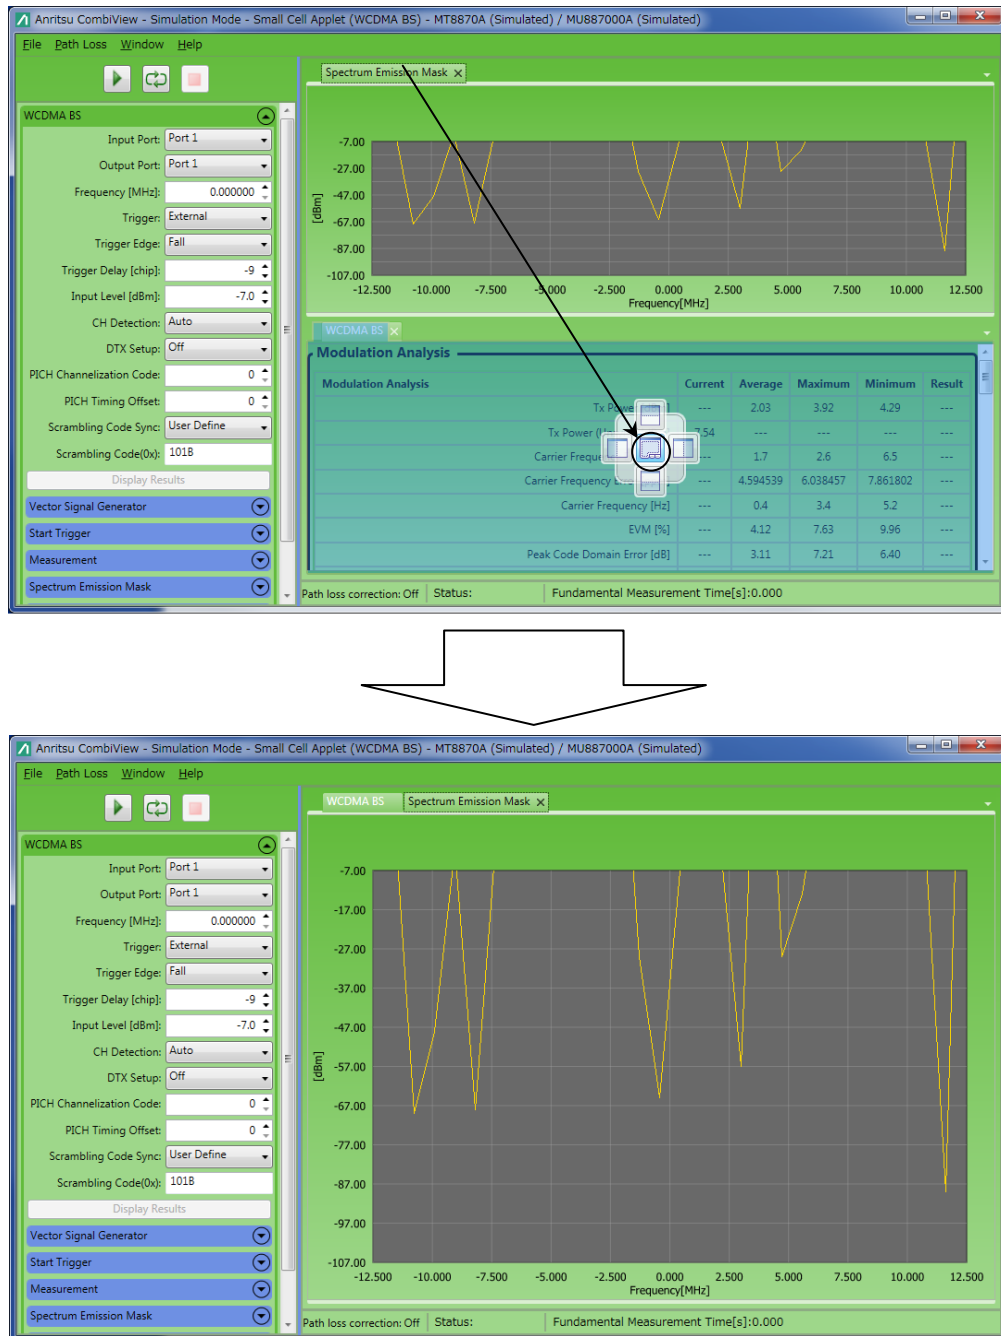 Anritsu CombiView - Simulation Mode - Small Cell Applet (WCDMA BS) - MT8870A (Simulated) / MU887000A (Simulated)
File Path Loss Window Help
WCDMA BS
Input Port: Port 1
Output Port: Port 1
Frequency [MHz]: 0.000000
Trigger: External
Trigger Edge: Fall
Trigger Delay [chip]: -9
Input Level [dBm]: -7.0
CH Detection: Auto
DTX Setup: Off
PICH Channelization Code: 0
PICH Timing Offset: 0
Scrambling Code Sync: User Define
Scrambling Code(0x): 101B
Display Results
Vector Signal Generator
Start Trigger
Measurement
Spectrum Emission Mask
Spectrum Emission Mask
-7.00
-27.00
-47.00
-67.00
-87.00
-107.00
[dBm]
-12.500 -10.000 -7.500 -5.000 -2.500 0.000 2.500 5.000 7.500 10.000 12.500
Frequency[MHz]
WCDMA BS
Modulation Analysis
Modulation Analysis Current Average Maximum Minimum Result
Tx Power --- 2.03 3.92 4.29 ---
Tx Power 7.54 --- --- --- ---
Carrier --- 1.7 2.6 6.5 ---
Carrier Frequency --- 4.594539 6.038457 7.861802 ---
Carrier Frequency [Hz] --- 0.4 3.4 5.2 ---
EVM [%] --- 4.12 7.63 9.96 ---
Peak Code Domain Error [dB] --- 3.11 7.21 6.40 ---
Path loss correction: Off Status: Fundamental Measurement Time[s]:0.000
Anritsu CombiView - Simulation Mode - Small Cell Applet (WCDMA BS) - MT8870A (Simulated) / MU887000A (Simulated)
File Path Loss Window Help
WCDMA BS
Input Port: Port 1
Output Port: Port 1
Frequency [MHz]: 0.000000
Trigger: External
Trigger Edge: Fall
Trigger Delay [chip]: -9
Input Level [dBm]: -7.0
CH Detection: Auto
DTX Setup: Off
PICH Channelization Code: 0
PICH Timing Offset: 0
Scrambling Code Sync: User Define
Scrambling Code(0x): 101B
Display Results
Vector Signal Generator
Start Trigger
Measurement
Spectrum Emission Mask
WCDMA BS Spectrum Emission Mask
-7.00
-17.00
-27.00
-37.00
-47.00
-57.00
-67.00
-77.00
-87.00
-97.00
-107.00
[dBm]
-12.500 -10.000 -7.500 -5.000 -2.500 0.000 2.500 5.000 7.500 10.000 12.500
Frequency[MHz]
Path loss correction: Off Status: Fundamental Measurement Time[s]:0.000